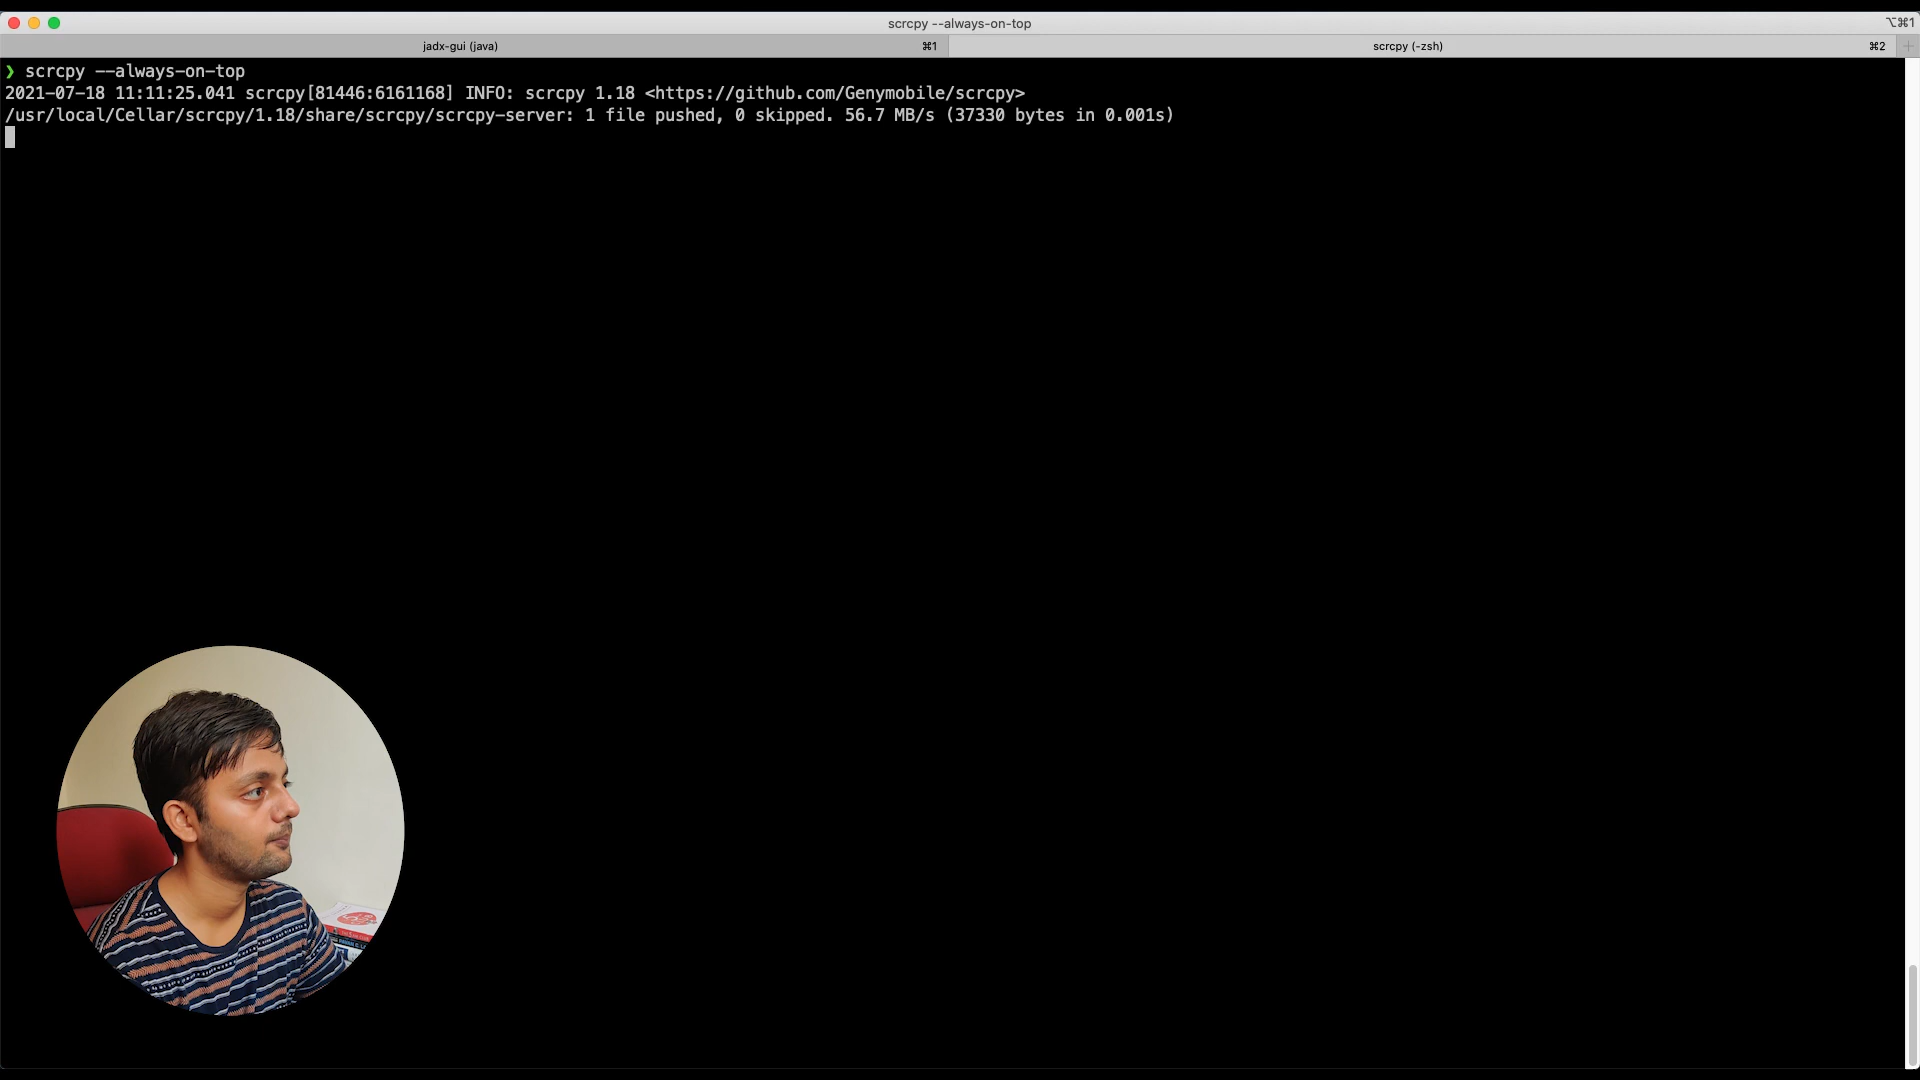 scrcpy --always-on-top
⌥⌘1
jadx-gui (java)
⌘1
scrcpy (-zsh)
⌘2
❯ scrcpy --always-on-top
2021-07-18 11:11:25.041 scrcpy[81446:6161168] INFO: scrcpy 1.18 <https://github.com/Genymobile/scrcpy>
/usr/local/Cellar/scrcpy/1.18/share/scrcpy/scrcpy-server: 1 file pushed, 0 skipped. 56.7 MB/s (37330 bytes in 0.001s)